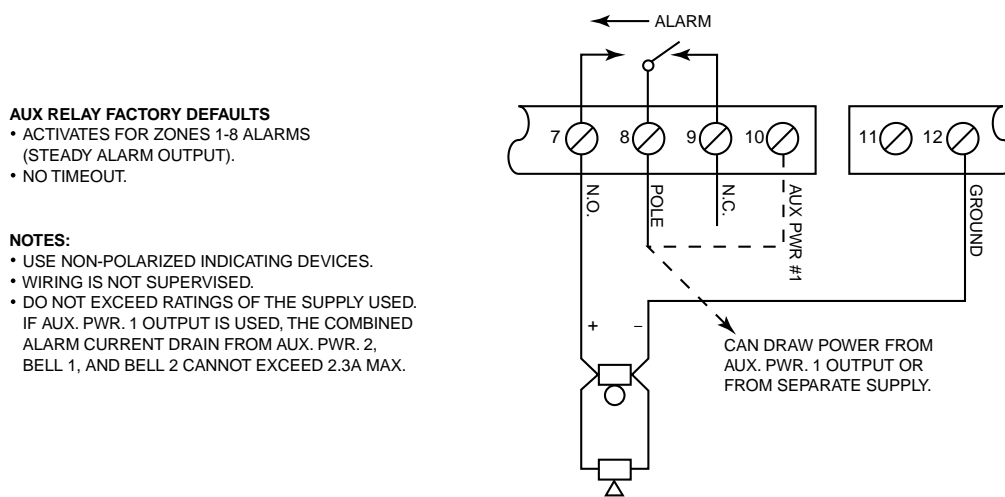 ALARM
AUX RELAY FACTORY DEFAULTS
• ACTIVATES FOR ZONES 1-8 ALARMS
(STEADY ALARM OUTPUT).
• NO TIMEOUT.
NOTES:
• USE NON-POLARIZED INDICATING DEVICES.
• WIRING IS NOT SUPERVISED.
• DO NOT EXCEED RATINGS OF THE SUPPLY USED.
IF AUX. PWR. 1 OUTPUT IS USED, THE COMBINED
ALARM CURRENT DRAIN FROM AUX. PWR. 2,
BELL 1, AND BELL 2 CANNOT EXCEED 2.3A MAX.
7 8 9 10 11 12
N.O.
POLE
N.C.
AUX PWR #1
GROUND
+ –
CAN DRAW POWER FROM
AUX. PWR. 1 OUTPUT OR
FROM SEPARATE SUPPLY.